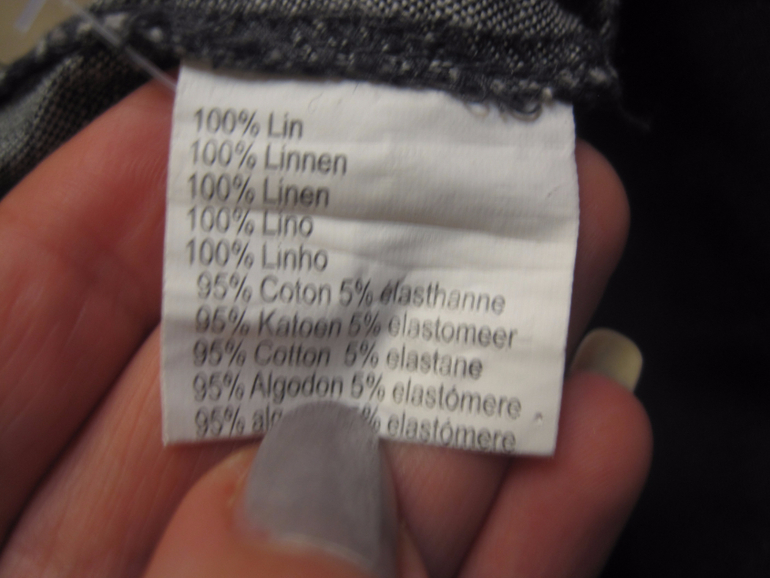 100% Lin
100% Linnen
100% Linen
100% Lino
100% Linho
95% Coton 5% élasthanne
95% Katoen 5% elastomeer
95% Cotton 5% elastane
95% Algodon 5% elastómere
95% elastómere